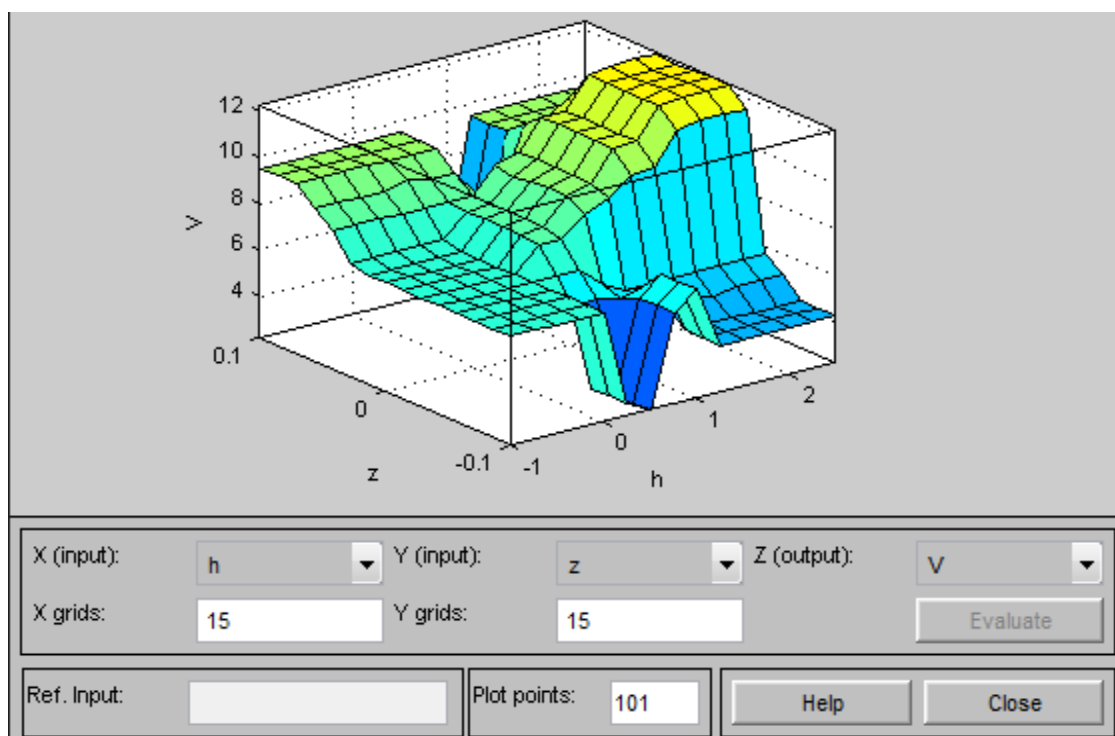 12
10
8
6
4
V
0.1
0
-0.1
z
-1
0
1
2
h
X (input):
h
Y (input):
z
Z (output):
V
X grids:
15
Y grids:
15
Evaluate
Ref. Input:
Plot points:
101
Help
Close